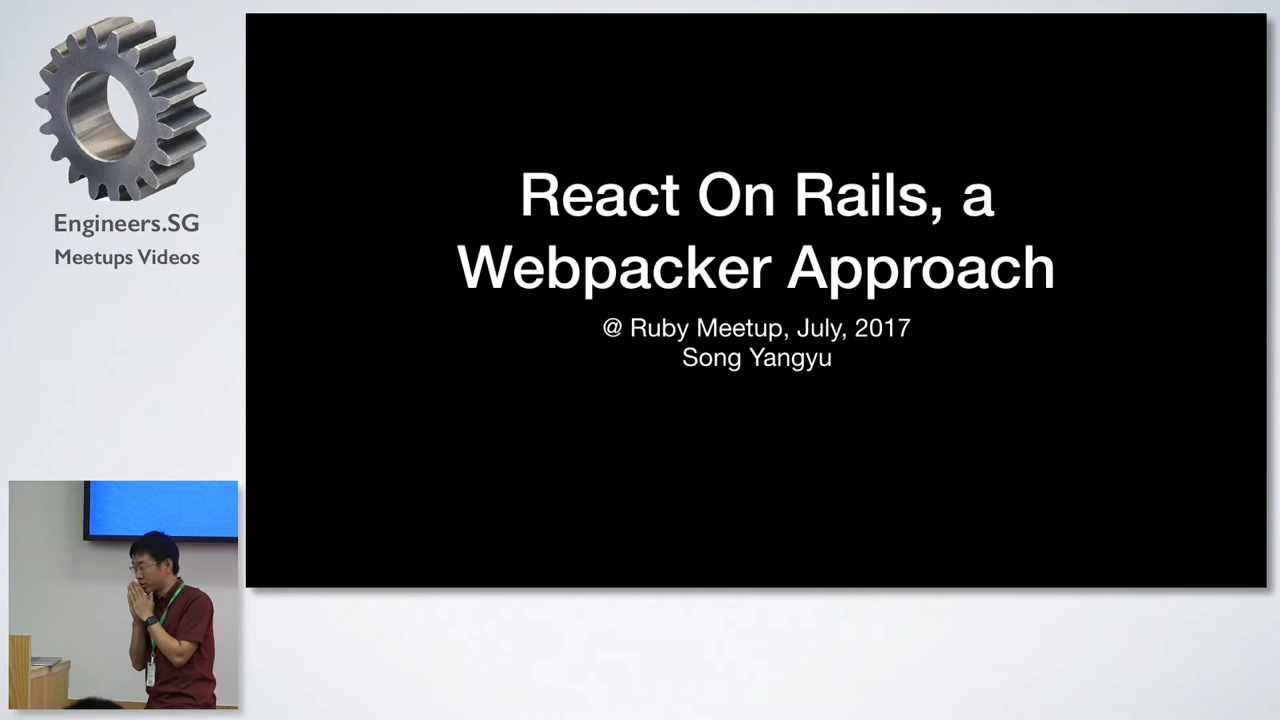 Engineers.SG
Meetups Videos
React On Rails, a
Webpacker Approach
@ Ruby Meetup, July, 2017
Song Yangyu